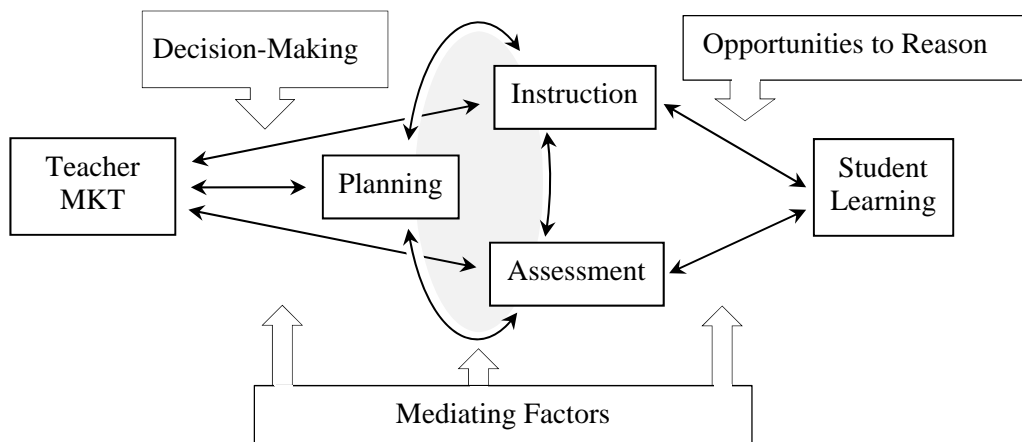 Decision-Making
Opportunities to Reason
Instruction
Teacher
MKT
Planning
Student
Learning
Assessment
Mediating Factors